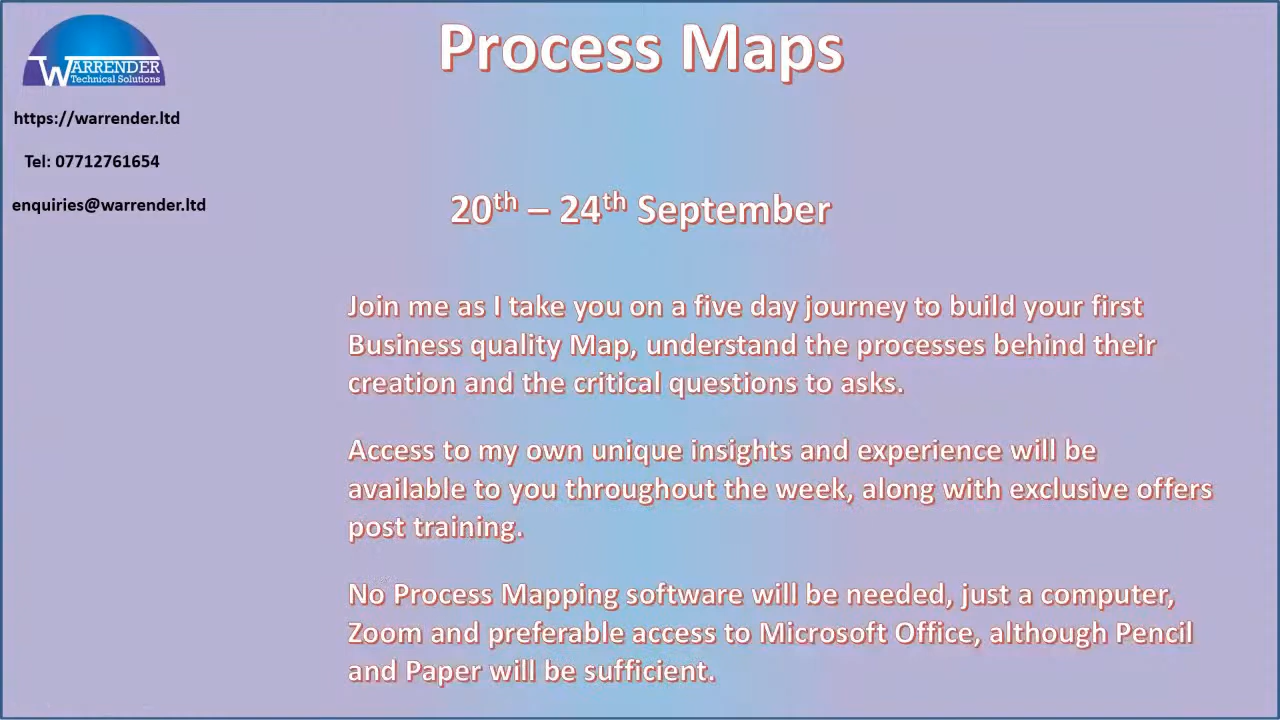 Process Maps
WARRENDER
Technical Solutions
https://warrender.ltd
Tel: 07712761654
enquiries@warrender.ltd
20th – 24th September
Join me as I take you on a five day journey to build your first
Business quality Map, understand the processes behind their
creation and the critical questions to asks.
Access to my own unique insights and experience will be
available to you throughout the week, along with exclusive offers
post training.
No Process Mapping software will be needed, just a computer,
Zoom and preferable access to Microsoft Office, although Pencil
and Paper will be sufficient.